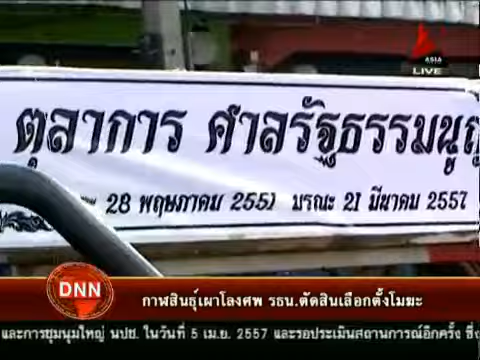 ASIA
LIVE
ตุลาการ ศาลรัฐธรรมนูญ
28 พฤษภาคม 2551 มรณะ 21 มีนาคม 2557
DNN
กาฬสินธุ์เผาโลงศพ รธน.ตัดสินเลือกตั้งโมฆะ
และการชุมนุมใหญ่ นปช. ในวันที่ 5 เม.ย. 2557 และรอประเมินสถานการณ์อีกครั้ง ซึ่ง